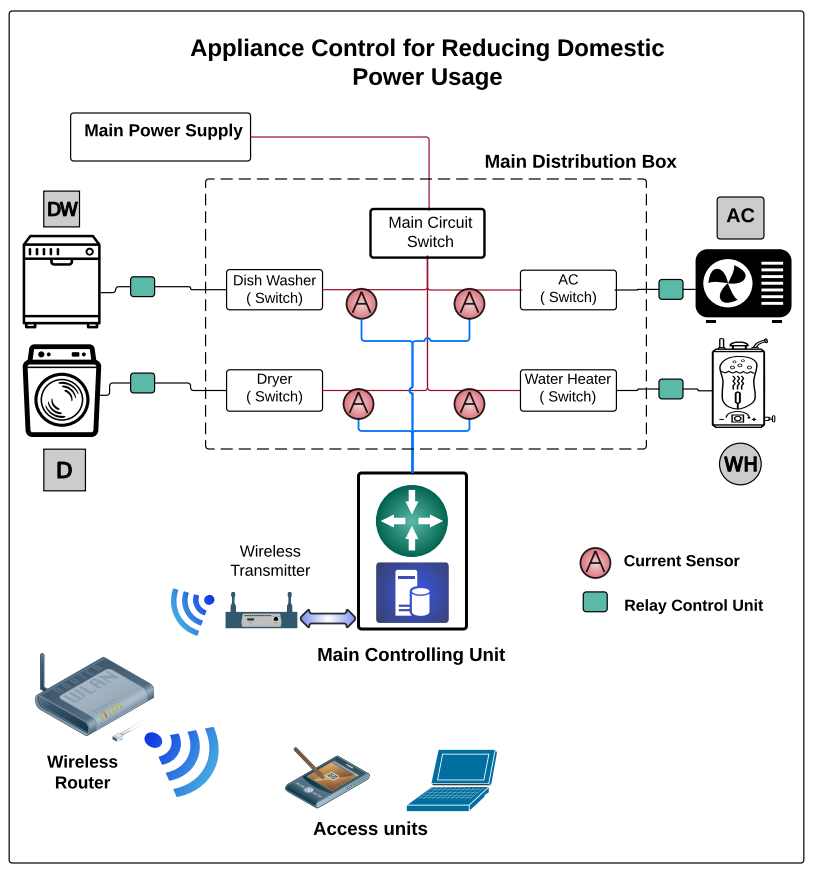 Appliance Control for Reducing Domestic
Power Usage
Main Power Supply
Main Distribution Box
DW
AC
Main Circuit
Switch
Dish Washer
( Switch)
A
A
AC
( Switch)
Dryer
( Switch)
A
A
Water Heater
( Switch)
D
WH
Wireless
Transmitter
A
Current Sensor
Relay Control Unit
Main Controlling Unit
WLAN
Wireless
Router
Access units